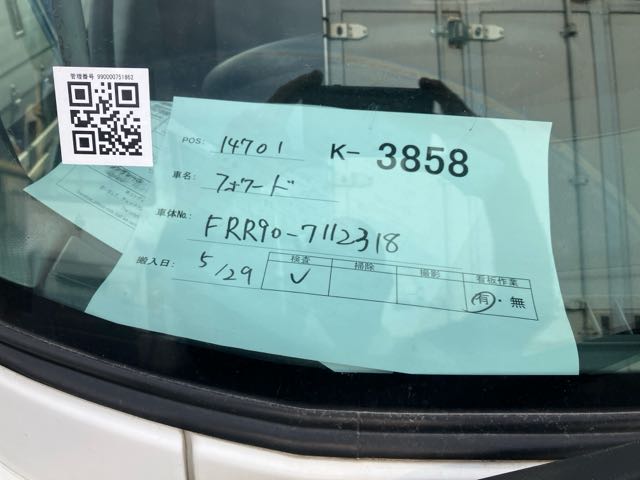 管理番号 990000751862
POS: 14701 K- 3858
車名: フォワード
車体No.: FRR90-7112318
搬入日: 5/29
検査 掃除 撮影 看板作業
✓ 有・無